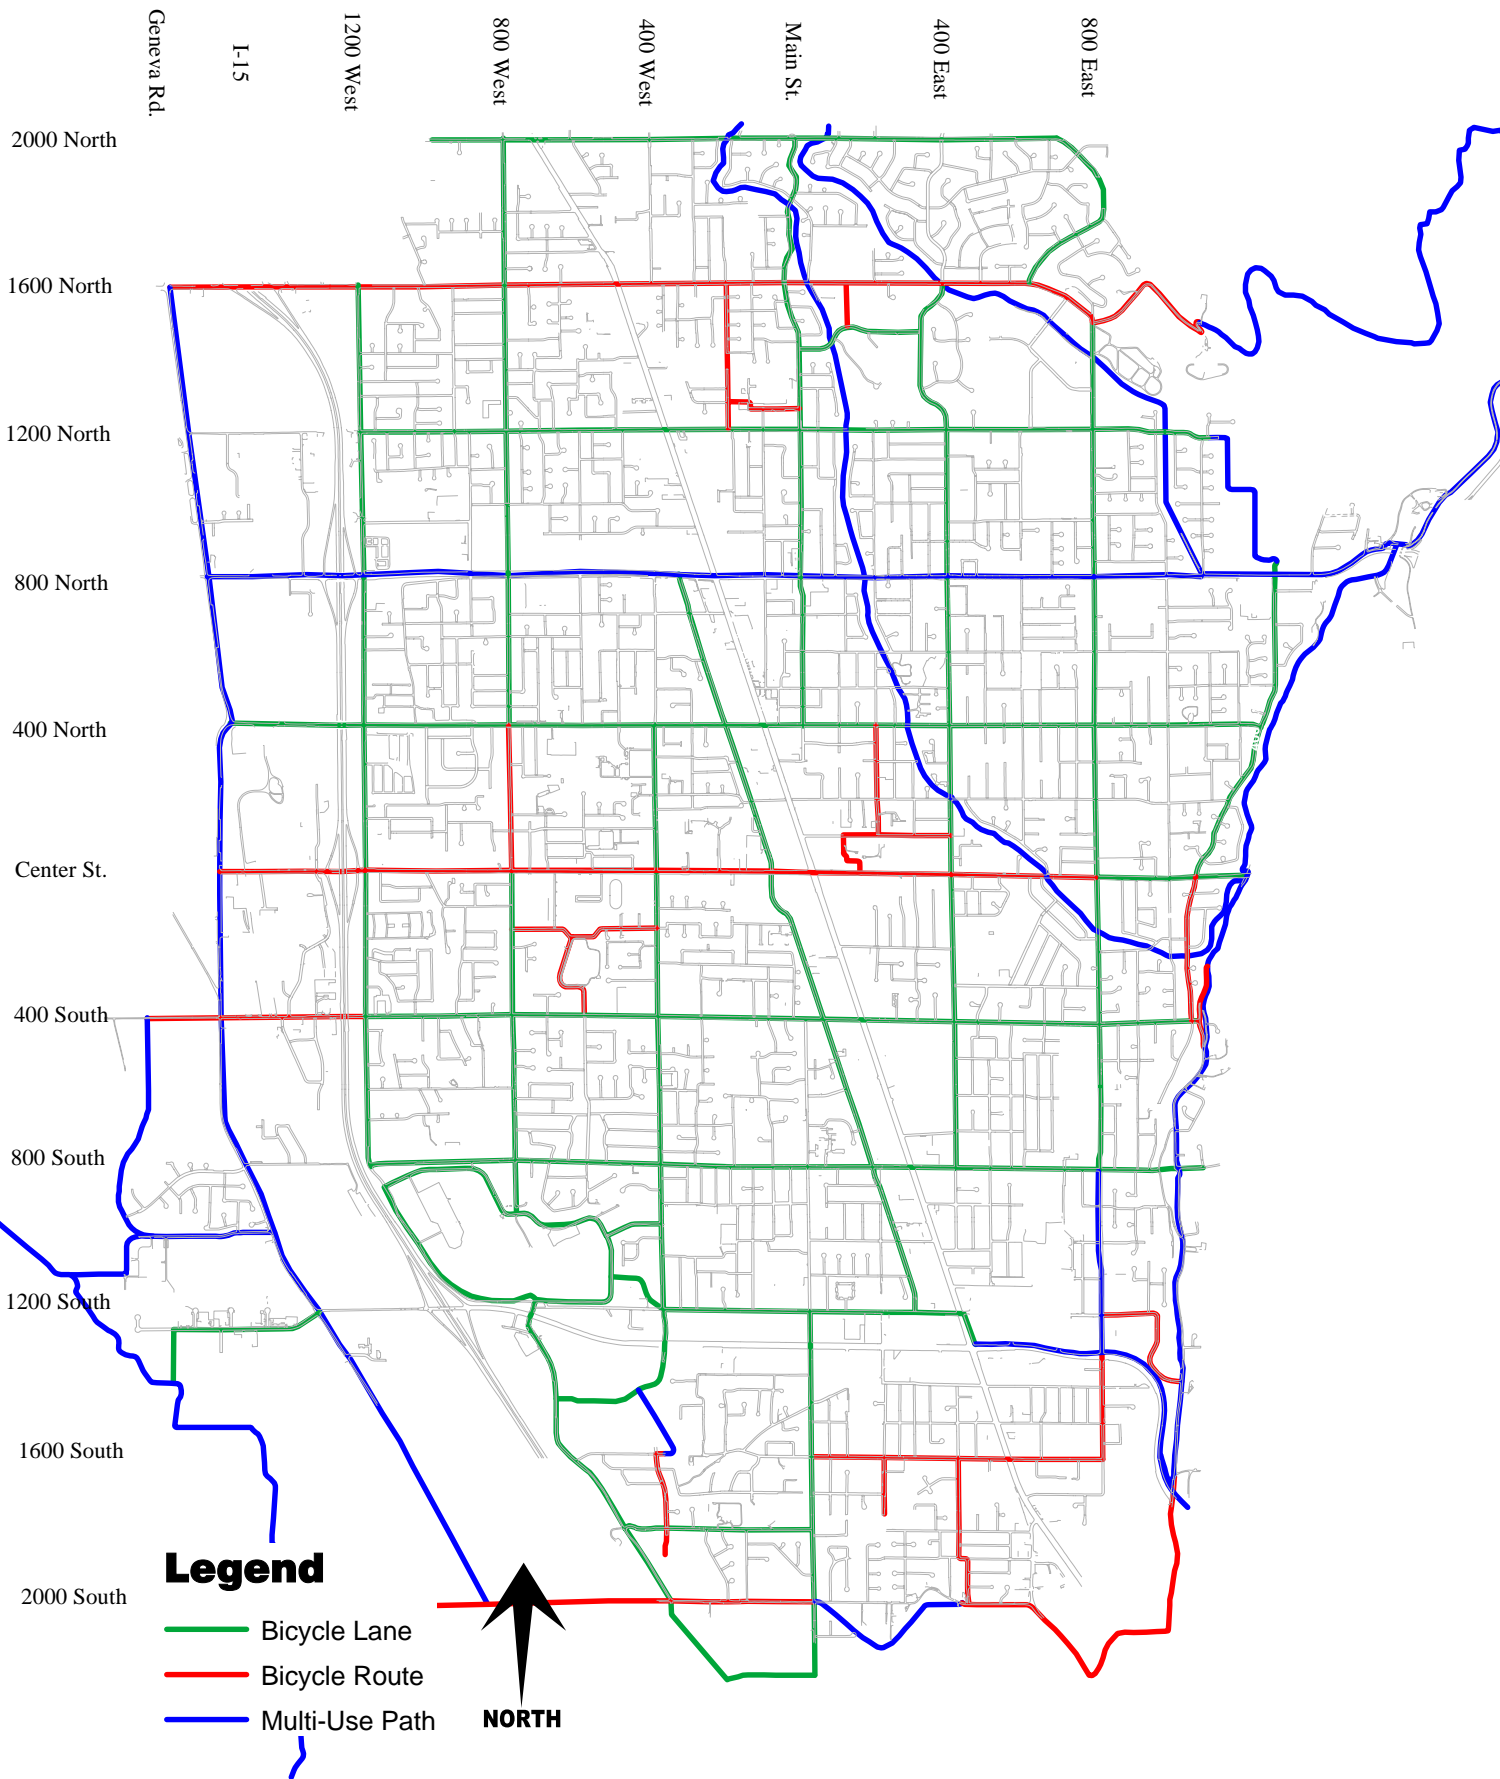 Geneva Rd.
I-15
1200 West
800 West
400 West
Main St.
400 East
800 East
2000 North
1600 North
1200 North
800 North
400 North
Center St.
400 South
800 South
1200 South
1600 South
2000 South
Legend
Bicycle Lane
Bicycle Route
Multi-Use Path
NORTH